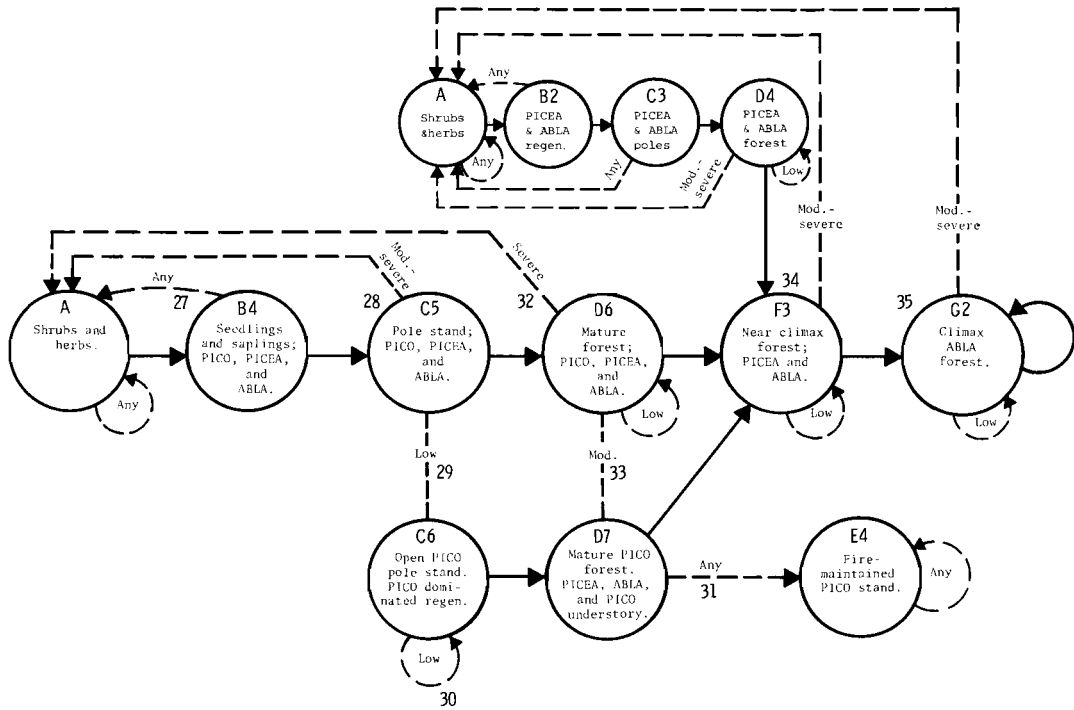 A
Shrubs
&herbs
B2
PICEA
& ABLA
regen.
C3
PICEA
& ABLA
poles
D4
PICEA
& ABLA
forest
Any
Any
Any
Mod.-
severe
Low
Mod.-
severe
Mod.-
severe
Mod.-
severe
Severe
Any
27
28
32
34
35
A
Shrubs and
herbs.
B4
Seedlings
and saplings;
PICO, PICEA,
and
ABLA.
C5
Pole stand;
PICO, PICEA,
and
ABLA.
D6
Mature
forest;
PICO, PICEA,
and
ABLA.
F3
Near climax
forest;
PICEA and
ABLA.
G2
Climax
ABLA
forest.
Any
Low
Low
Low
Low
29
Mod.
33
C6
Open PICO
pole stand.
PICO domi-
nated regen.
D7
Mature PICO
forest.
PICEA, ABLA,
and PICO
understory.
Any
31
E4
Fire-
maintained
PICO stand.
Any
Low
30